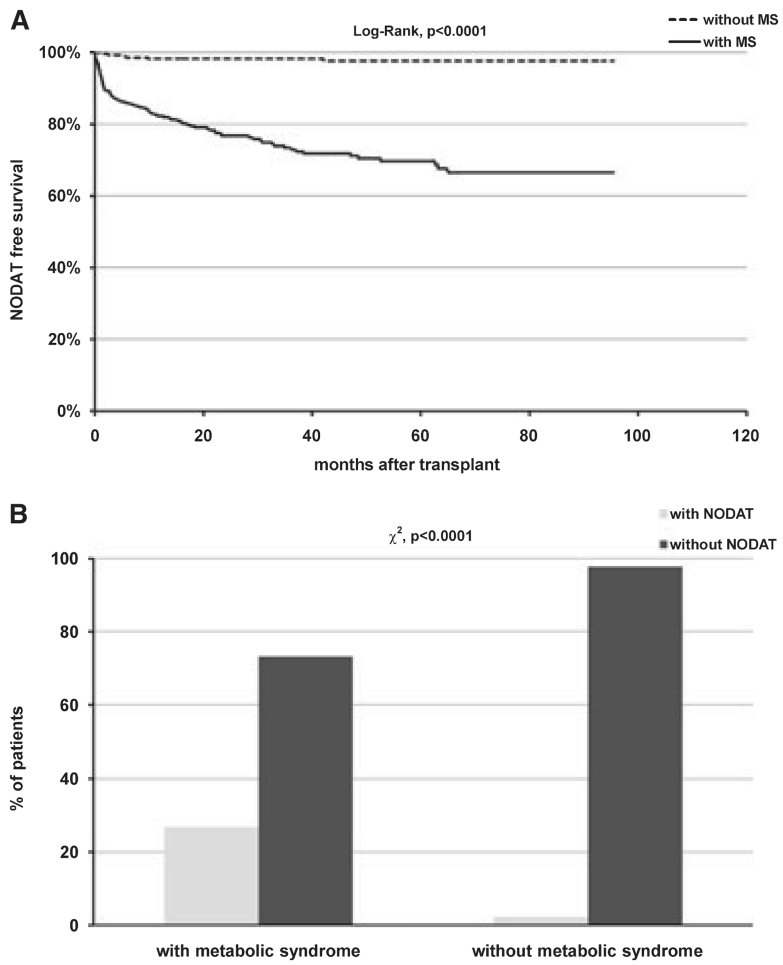 A
Log-Rank, p<0.0001
without MS
with MS
100%
80%
60%
40%
20%
0%
NODAT free survival
0 20 40 60 80 100 120
months after transplant
B
with NODAT
without NODAT
χ², p<0.0001
100
80
60
40
20
0
% of patients
with metabolic syndrome without metabolic syndrome